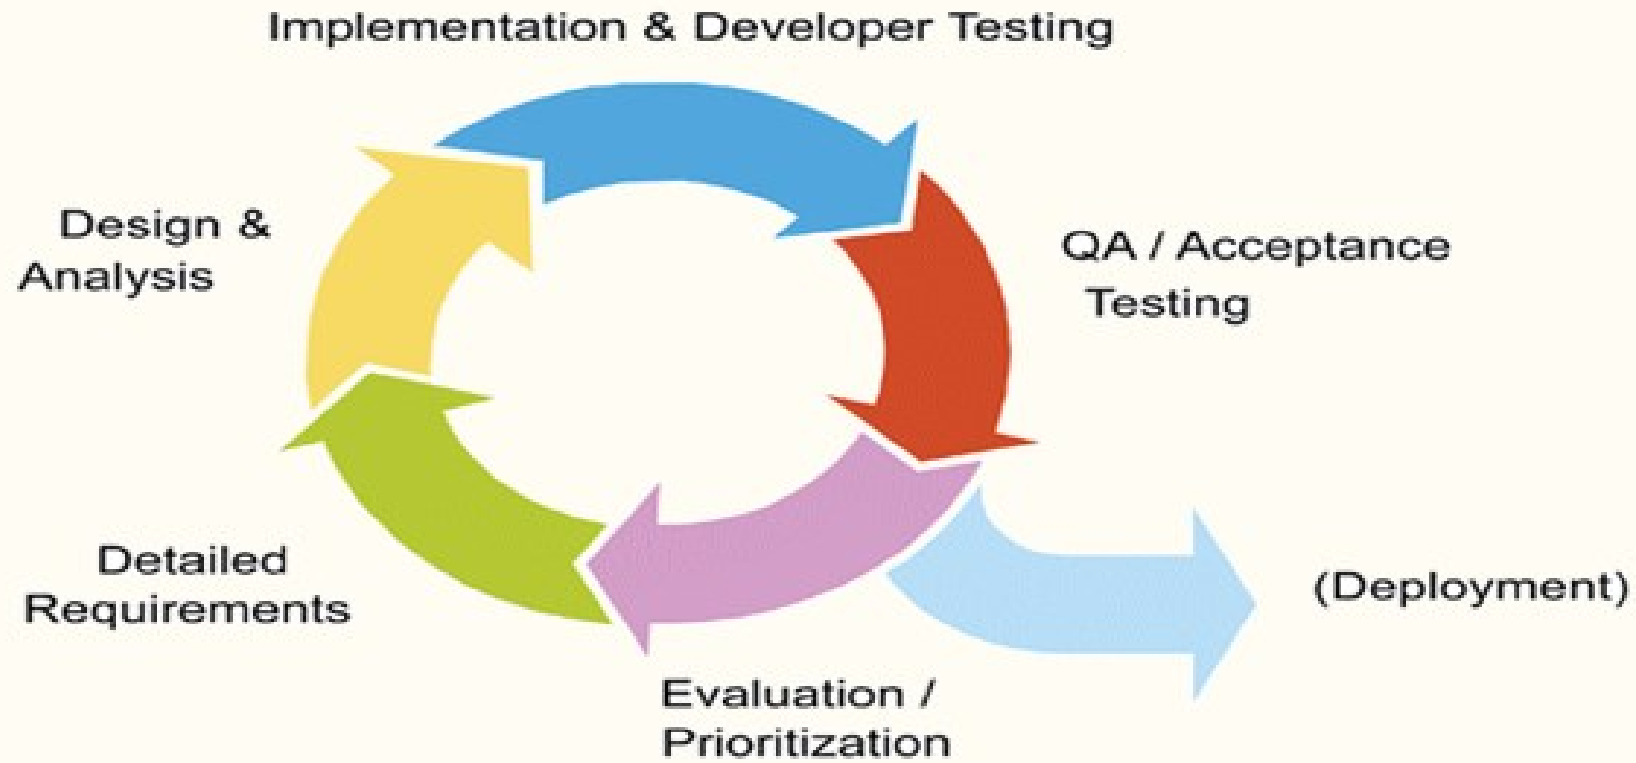 Implementation & Developer Testing
Design &
Analysis
QA / Acceptance
Testing
Detailed
Requirements
(Deployment)
Evaluation /
Prioritization